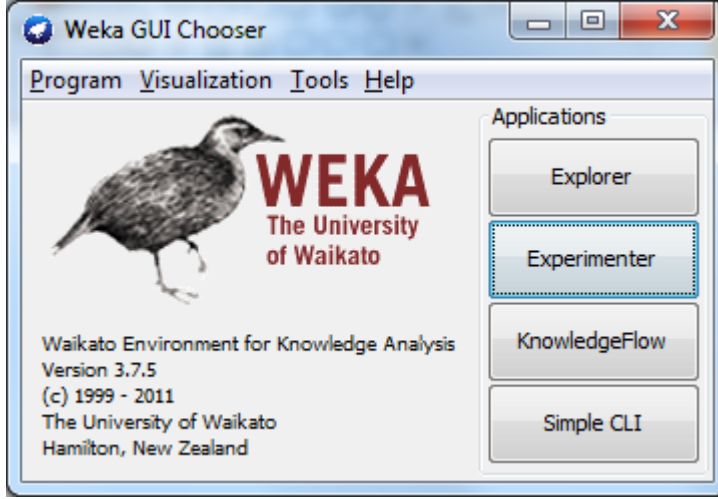 Weka GUI Chooser
Program Visualization Tools Help
WEKA
The University
of Waikato
Waikato Environment for Knowledge Analysis
Version 3.7.5
(c) 1999 - 2011
The University of Waikato
Hamilton, New Zealand
Applications
Explorer
Experimenter
KnowledgeFlow
Simple CLI